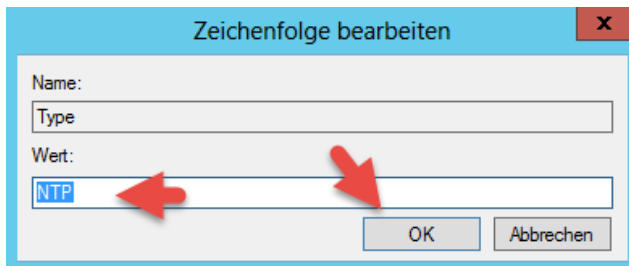 Zeichenfolge bearbeiten
x
Name:
Type
Wert:
NTP
OK Abbrechen